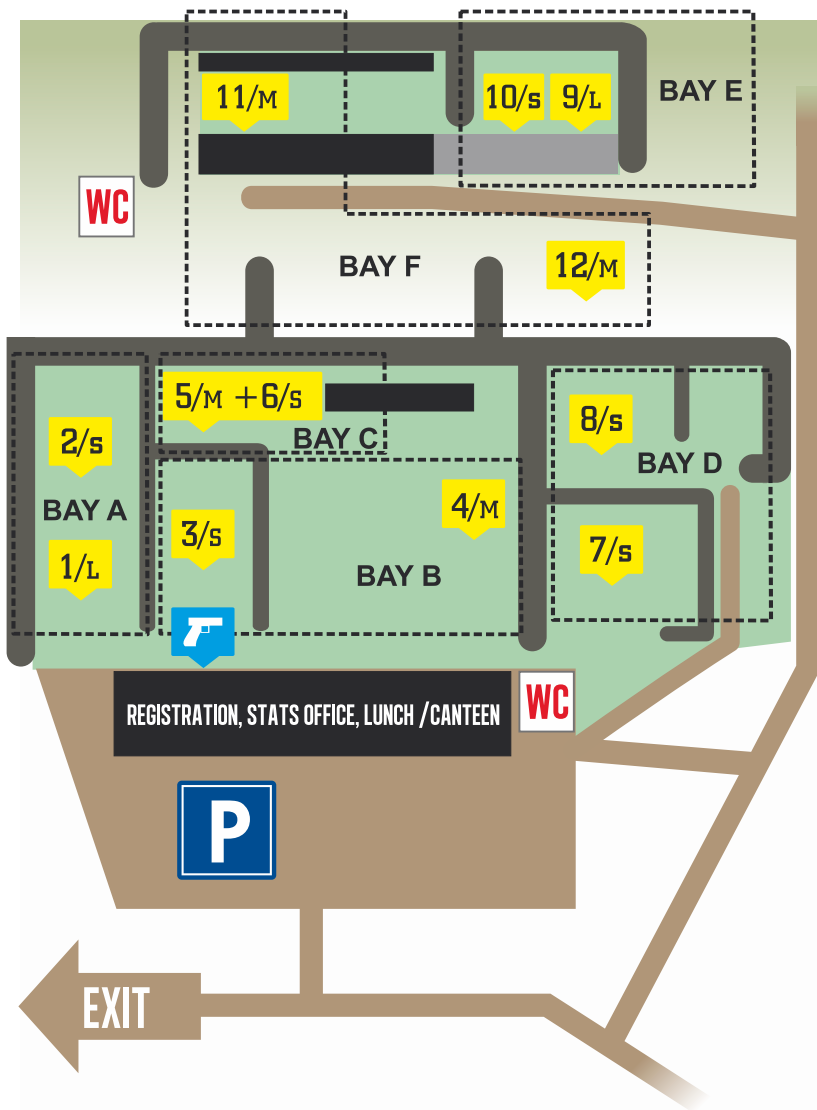 11/M
10/s
9/L
BAY E
WC
BAY F
12/M
5/M +6/s
BAY C
2/s
BAY A
1/L
3/s
4/M
BAY B
8/s
BAY D
7/s
REGISTRATION, STATS OFFICE, LUNCH /CANTEEN
WC
P
EXIT